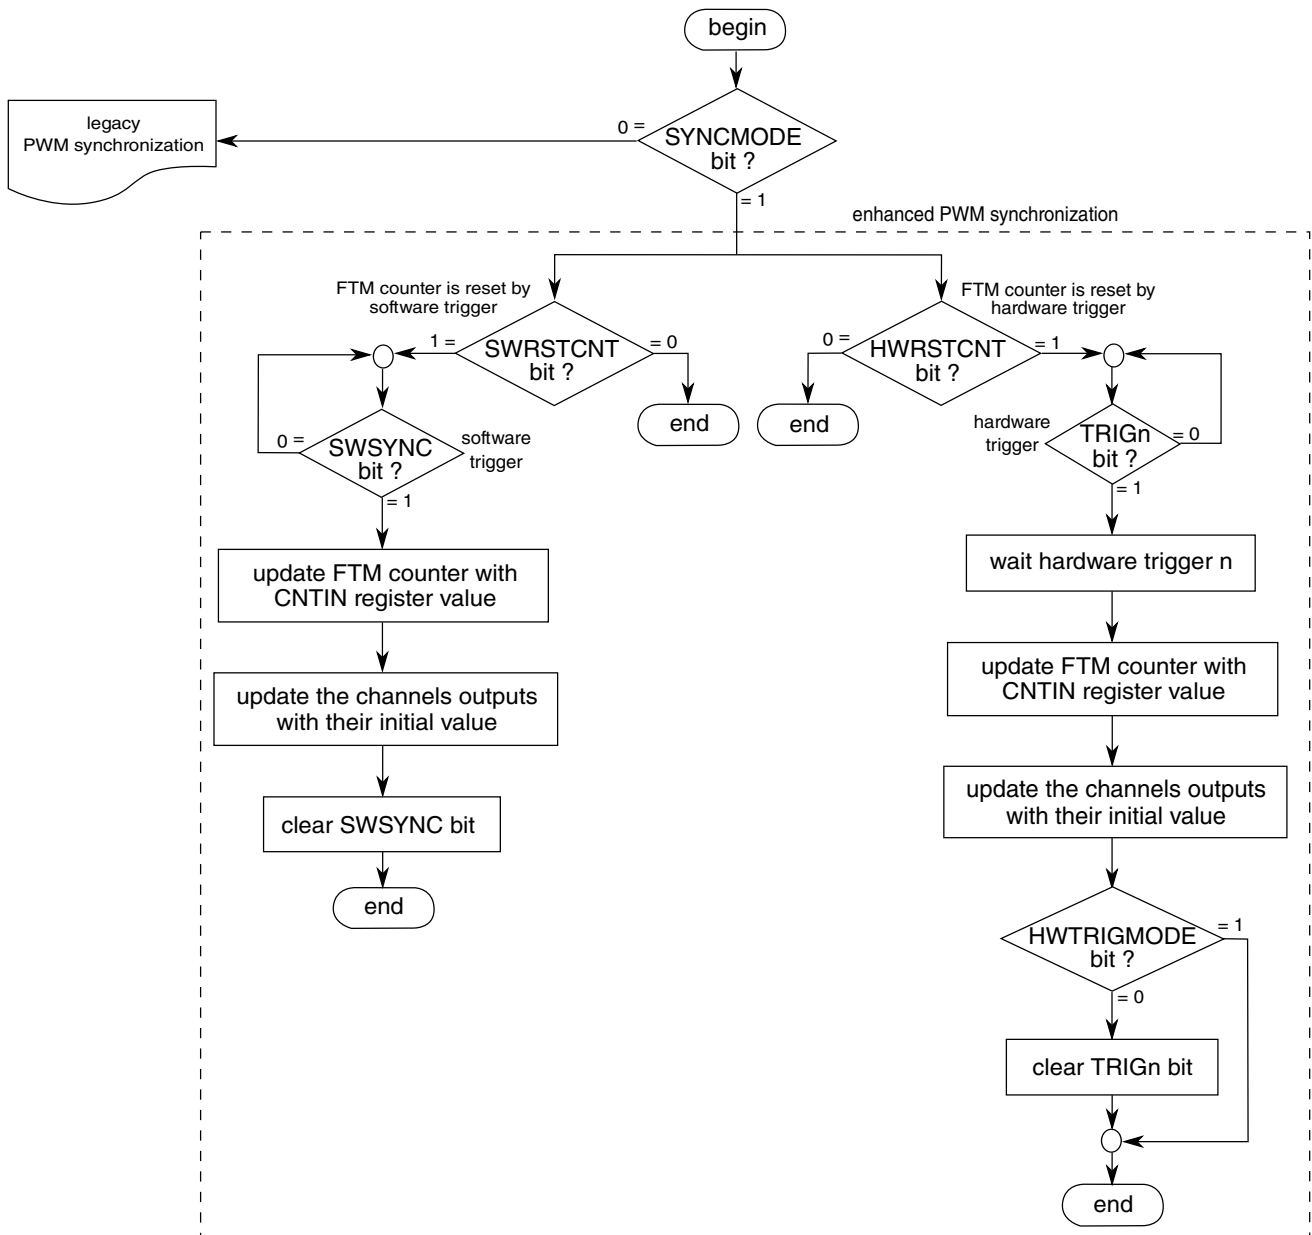 begin
SYNCMODE
bit ?
0 =
= 1
legacy
PWM synchronization
enhanced PWM synchronization
FTM counter is reset by
software trigger
SWRSTCNT
bit ?
1 =
= 0
end
FTM counter is reset by
hardware trigger
HWRSTCNT
bit ?
0 =
= 1
end
SWSYNC
bit ?
0 =
= 1
software
trigger
update FTM counter with
CNTIN register value
update the channels outputs
with their initial value
clear SWSYNC bit
end
hardware
trigger
TRIGn
bit ?
= 0
= 1
wait hardware trigger n
update FTM counter with
CNTIN register value
update the channels outputs
with their initial value
HWTRIGMODE
bit ?
= 1
= 0
clear TRIGn bit
end